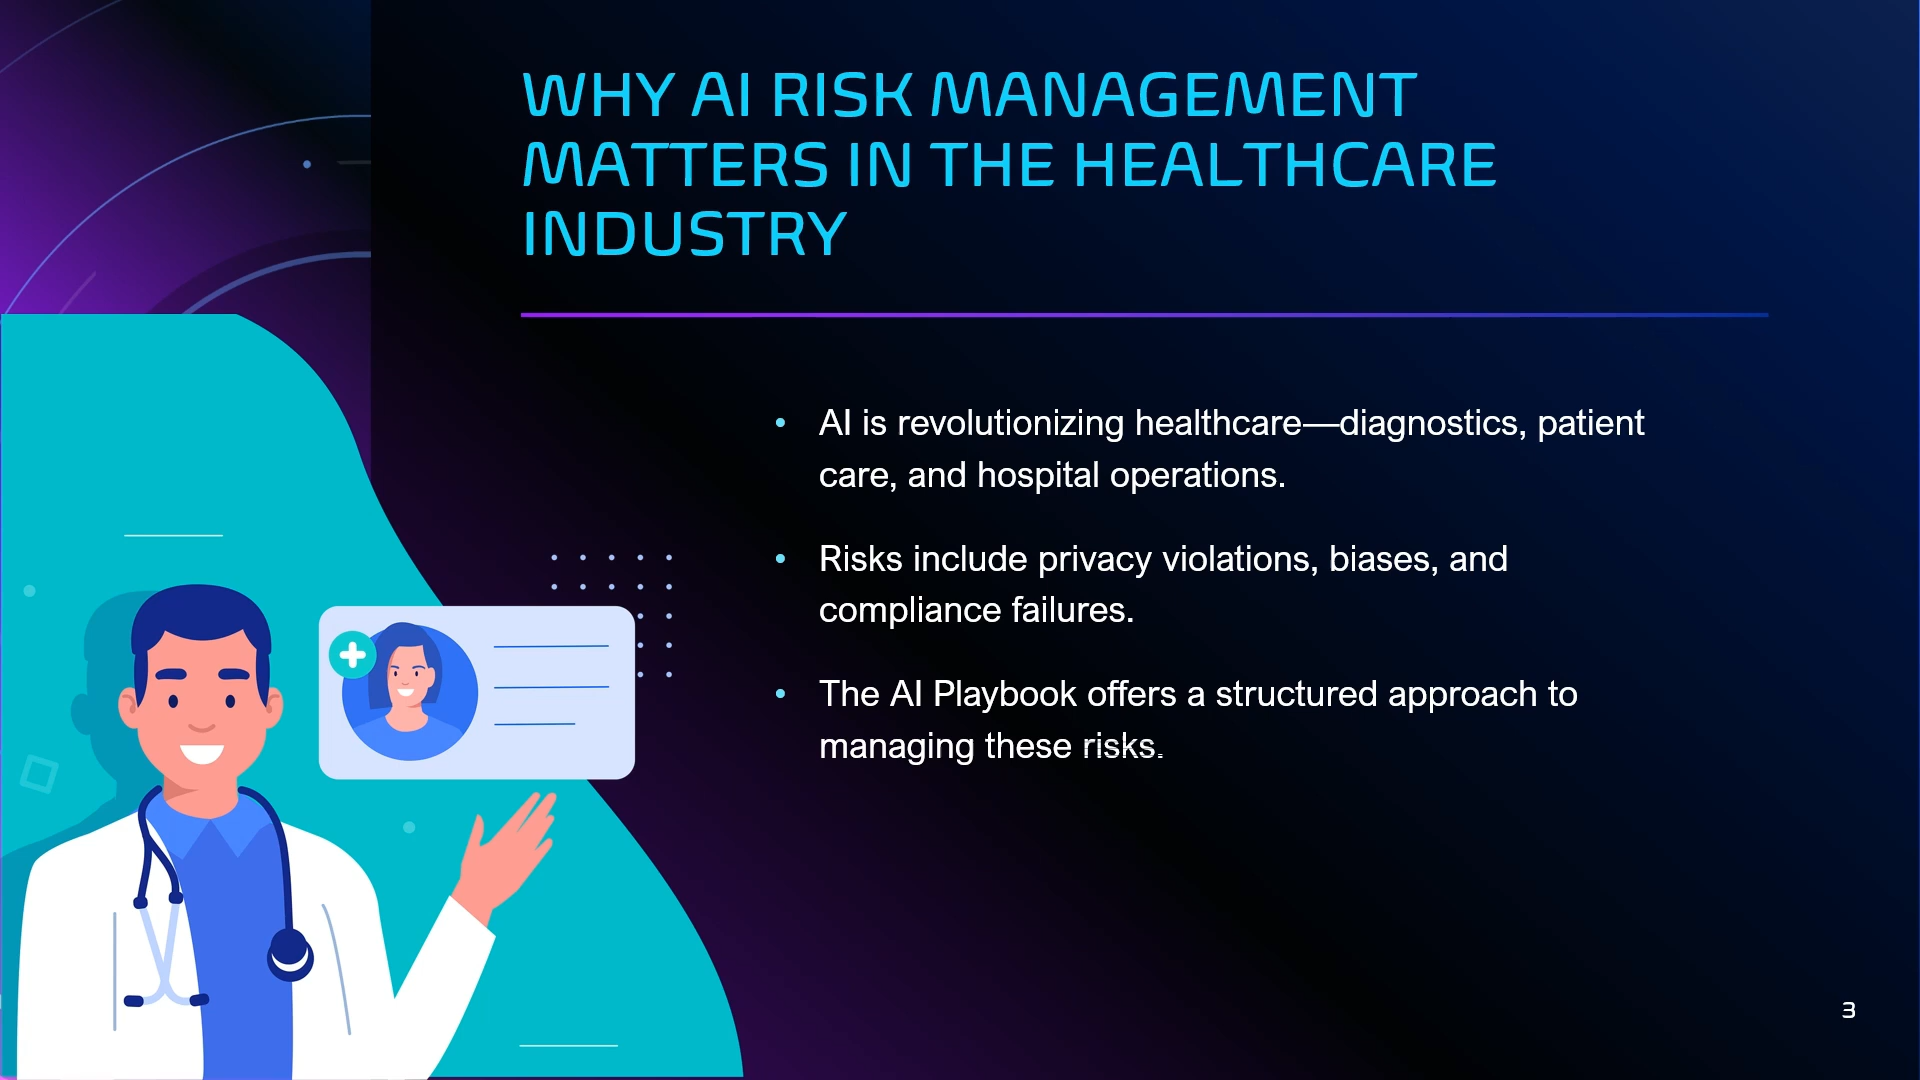 WHY AI RISK MANAGEMENT
MATTERS IN THE HEALTHCARE
INDUSTRY
• AI is revolutionizing healthcare—diagnostics, patient
care, and hospital operations.
• Risks include privacy violations, biases, and
compliance failures.
• The AI Playbook offers a structured approach to
managing these risks.
3